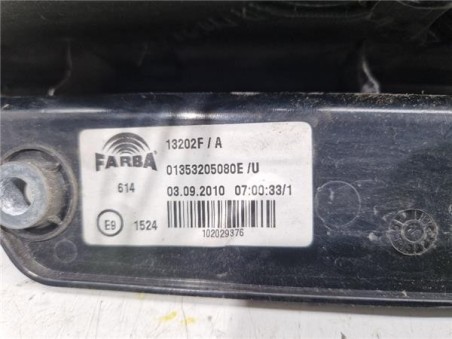 13202F / A
FARBA
01353205080E /U
614
03.09.2010 07:00:33/1
E9 1524
102029376